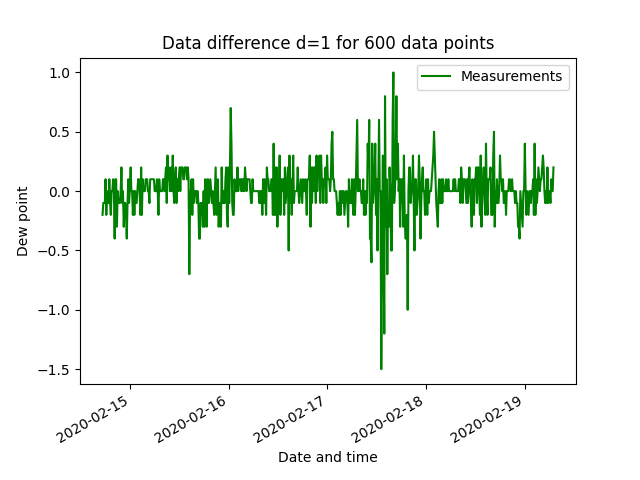 Data difference d=1 for 600 data points
Measurements
1.0
0.5
0.0
−0.5
−1.0
−1.5
Dew point
2020-02-15
2020-02-16
2020-02-17
2020-02-18
2020-02-19
Date and time